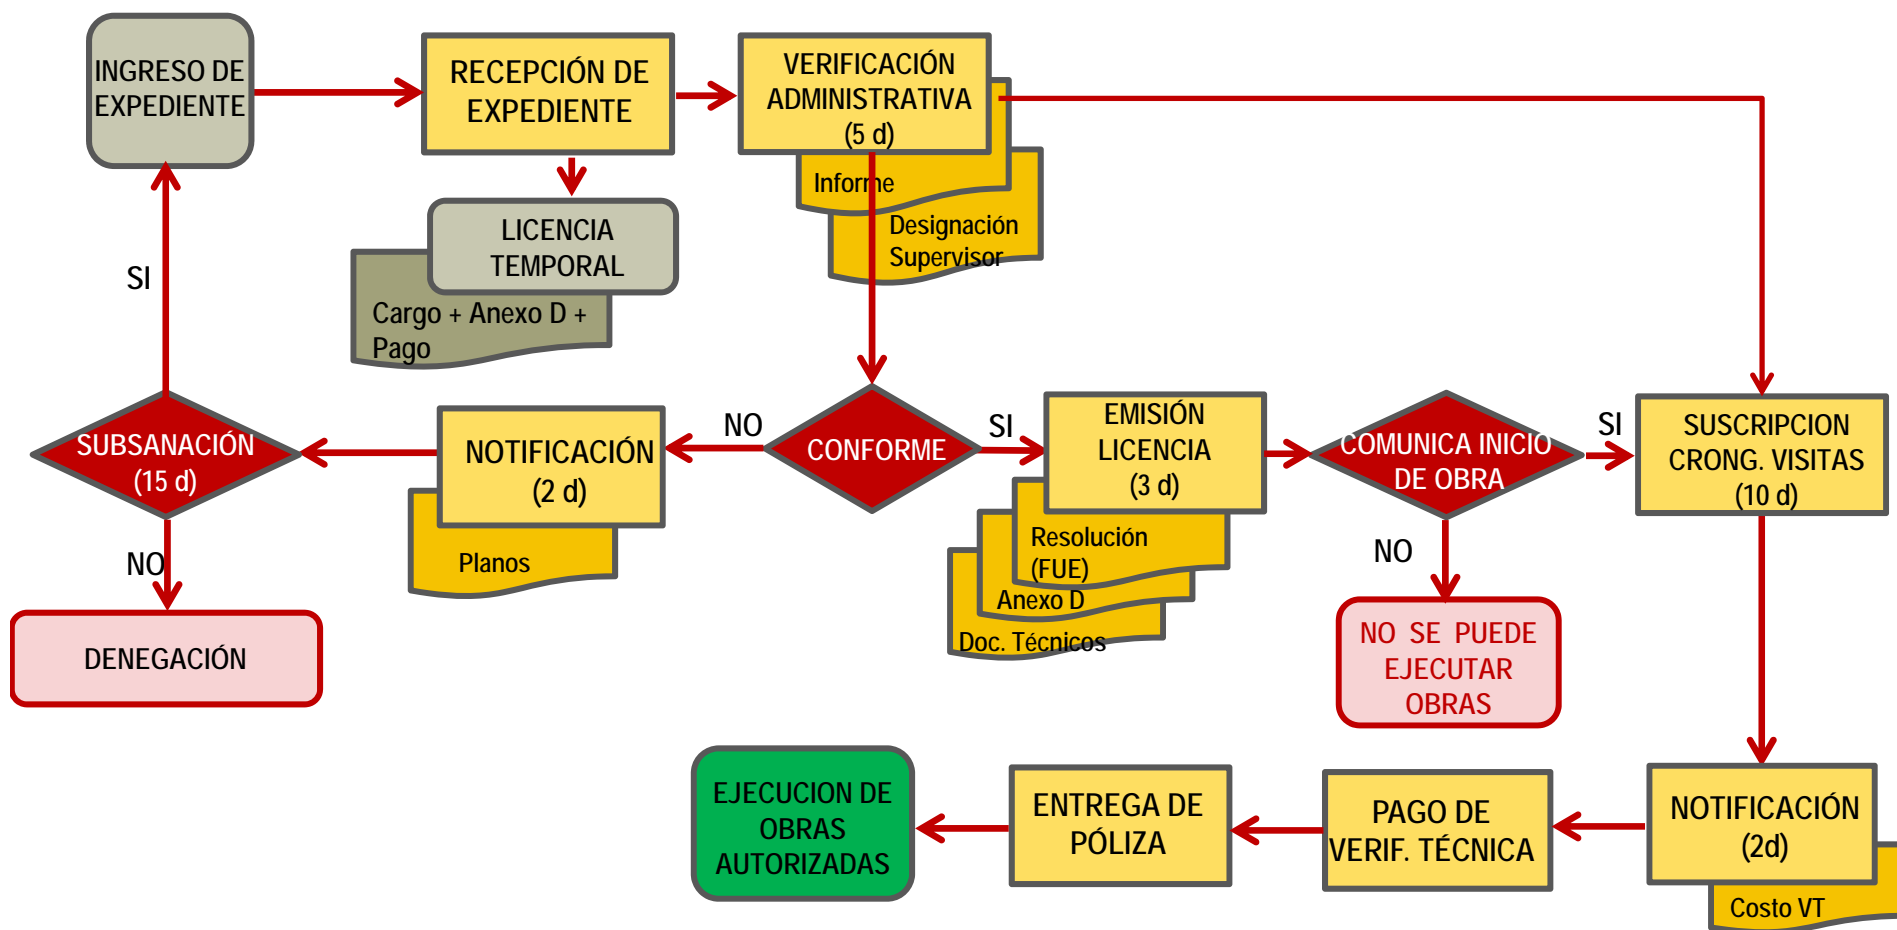 INGRESO DE
EXPEDIENTE
RECEPCIÓN DE
EXPEDIENTE
VERIFICACIÓN
ADMINISTRATIVA
(5 d)
Informe
Designación
Supervisor
LICENCIA
TEMPORAL
Cargo + Anexo D +
Pago
SI
SUBSANACIÓN
(15 d)
NO
DENEGACIÓN
NOTIFICACIÓN
(2 d)
Planos
NO
CONFORME
SI
EMISIÓN
LICENCIA
(3 d)
Resolución
(FUE)
Anexo D
Doc. Técnicos
COMUNICA INICIO
DE OBRA
SI
NO
NO SE PUEDE
EJECUTAR
OBRAS
SUSCRIPCION
CRONG. VISITAS
(10 d)
NOTIFICACIÓN
(2d)
Costo VT
PAGO DE
VERIF. TÉCNICA
ENTREGA DE
PÓLIZA
EJECUCION DE
OBRAS
AUTORIZADAS